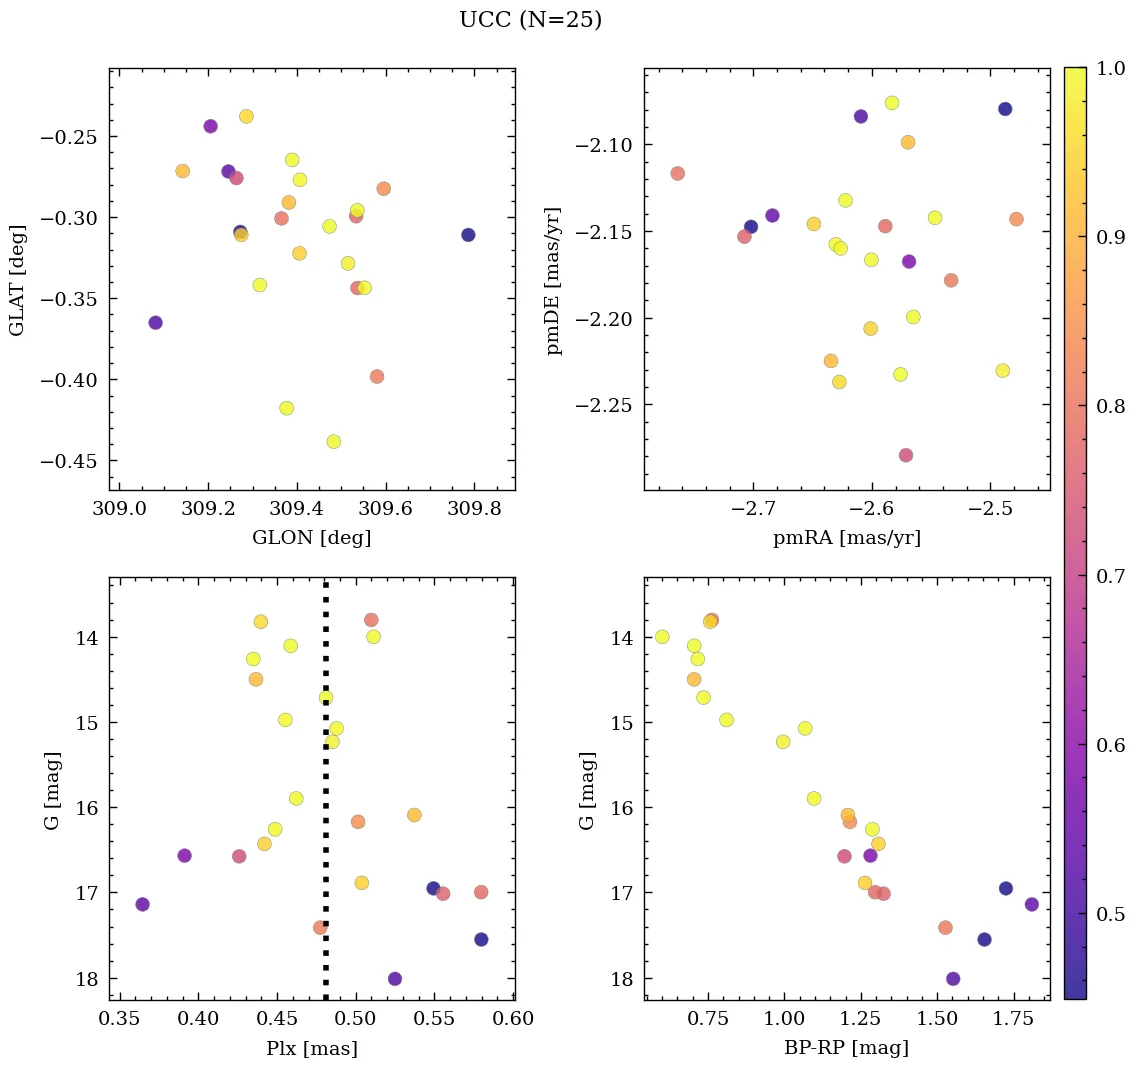 UCC (N=25)
−0.25
−0.30
−0.35
−0.40
−0.45
GLAT [deg]
309.0 309.2 309.4 309.6 309.8
GLON [deg]
−2.10
−2.15
−2.20
−2.25
pmDE [mas/yr]
−2.7 −2.6 −2.5
pmRA [mas/yr]
1.0
0.9
0.8
0.7
0.6
0.5
14
15
16
17
18
G [mag]
0.35 0.40 0.45 0.50 0.55 0.60
Plx [mas]
14
15
16
17
18
G [mag]
0.75 1.00 1.25 1.50 1.75
BP-RP [mag]